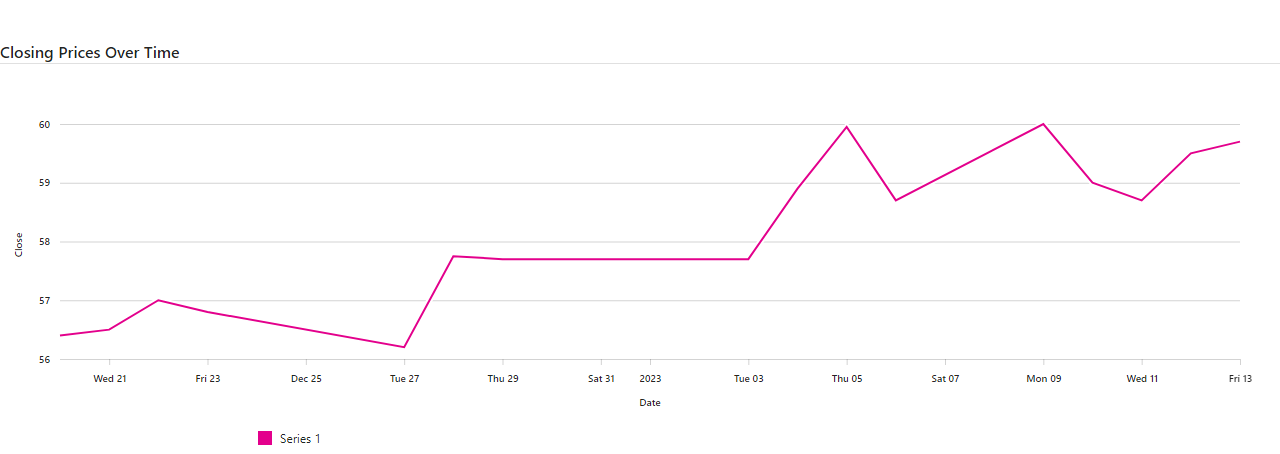 Closing Prices Over Time
60
59
58
57
56
Close
Wed 21 Fri 23 Dec 25 Tue 27 Thu 29 Sat 31 2023 Tue 03 Thu 05 Sat 07 Mon 09 Wed 11 Fri 13
Date
Series 1